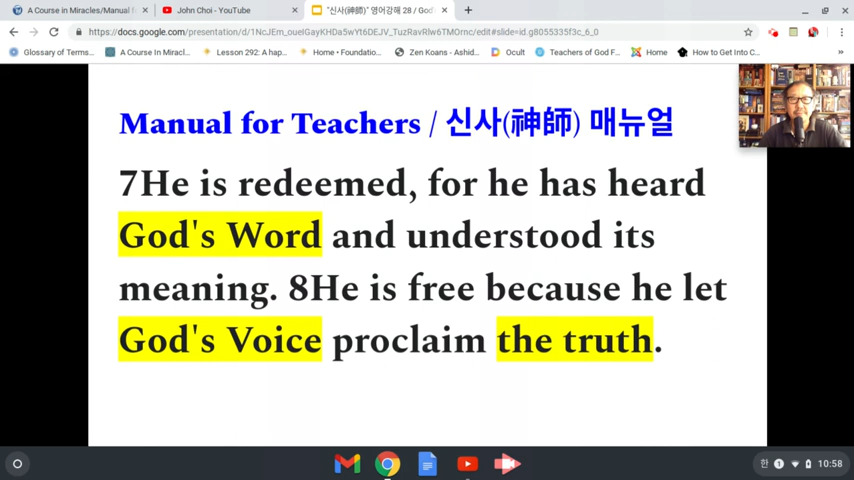 A Course in Miracles/Manual f
John Choi - YouTube
"신사(神師)" 영어강해 28 / God
https://docs.google.com/presentation/d/1NcJErn_oueIGayKHDa5wYt6DEJV_TuzRavRlw6TMOrnc/edit#slide=id.g8055335f3c_6_0
Glossary of Terms...
A Course In Miracl...
Lesson 292: A hap...
Home • Foundatio...
Zen Koans - Ashid...
Ocult
Teachers of God F...
Home
How to Get Into C...
»
Manual for Teachers / 신사(神師) 매뉴얼
7He is redeemed, for he has heard
God's Word and understood its
meaning. 8He is free because he let
God's Voice proclaim the truth.
한 1 10:58